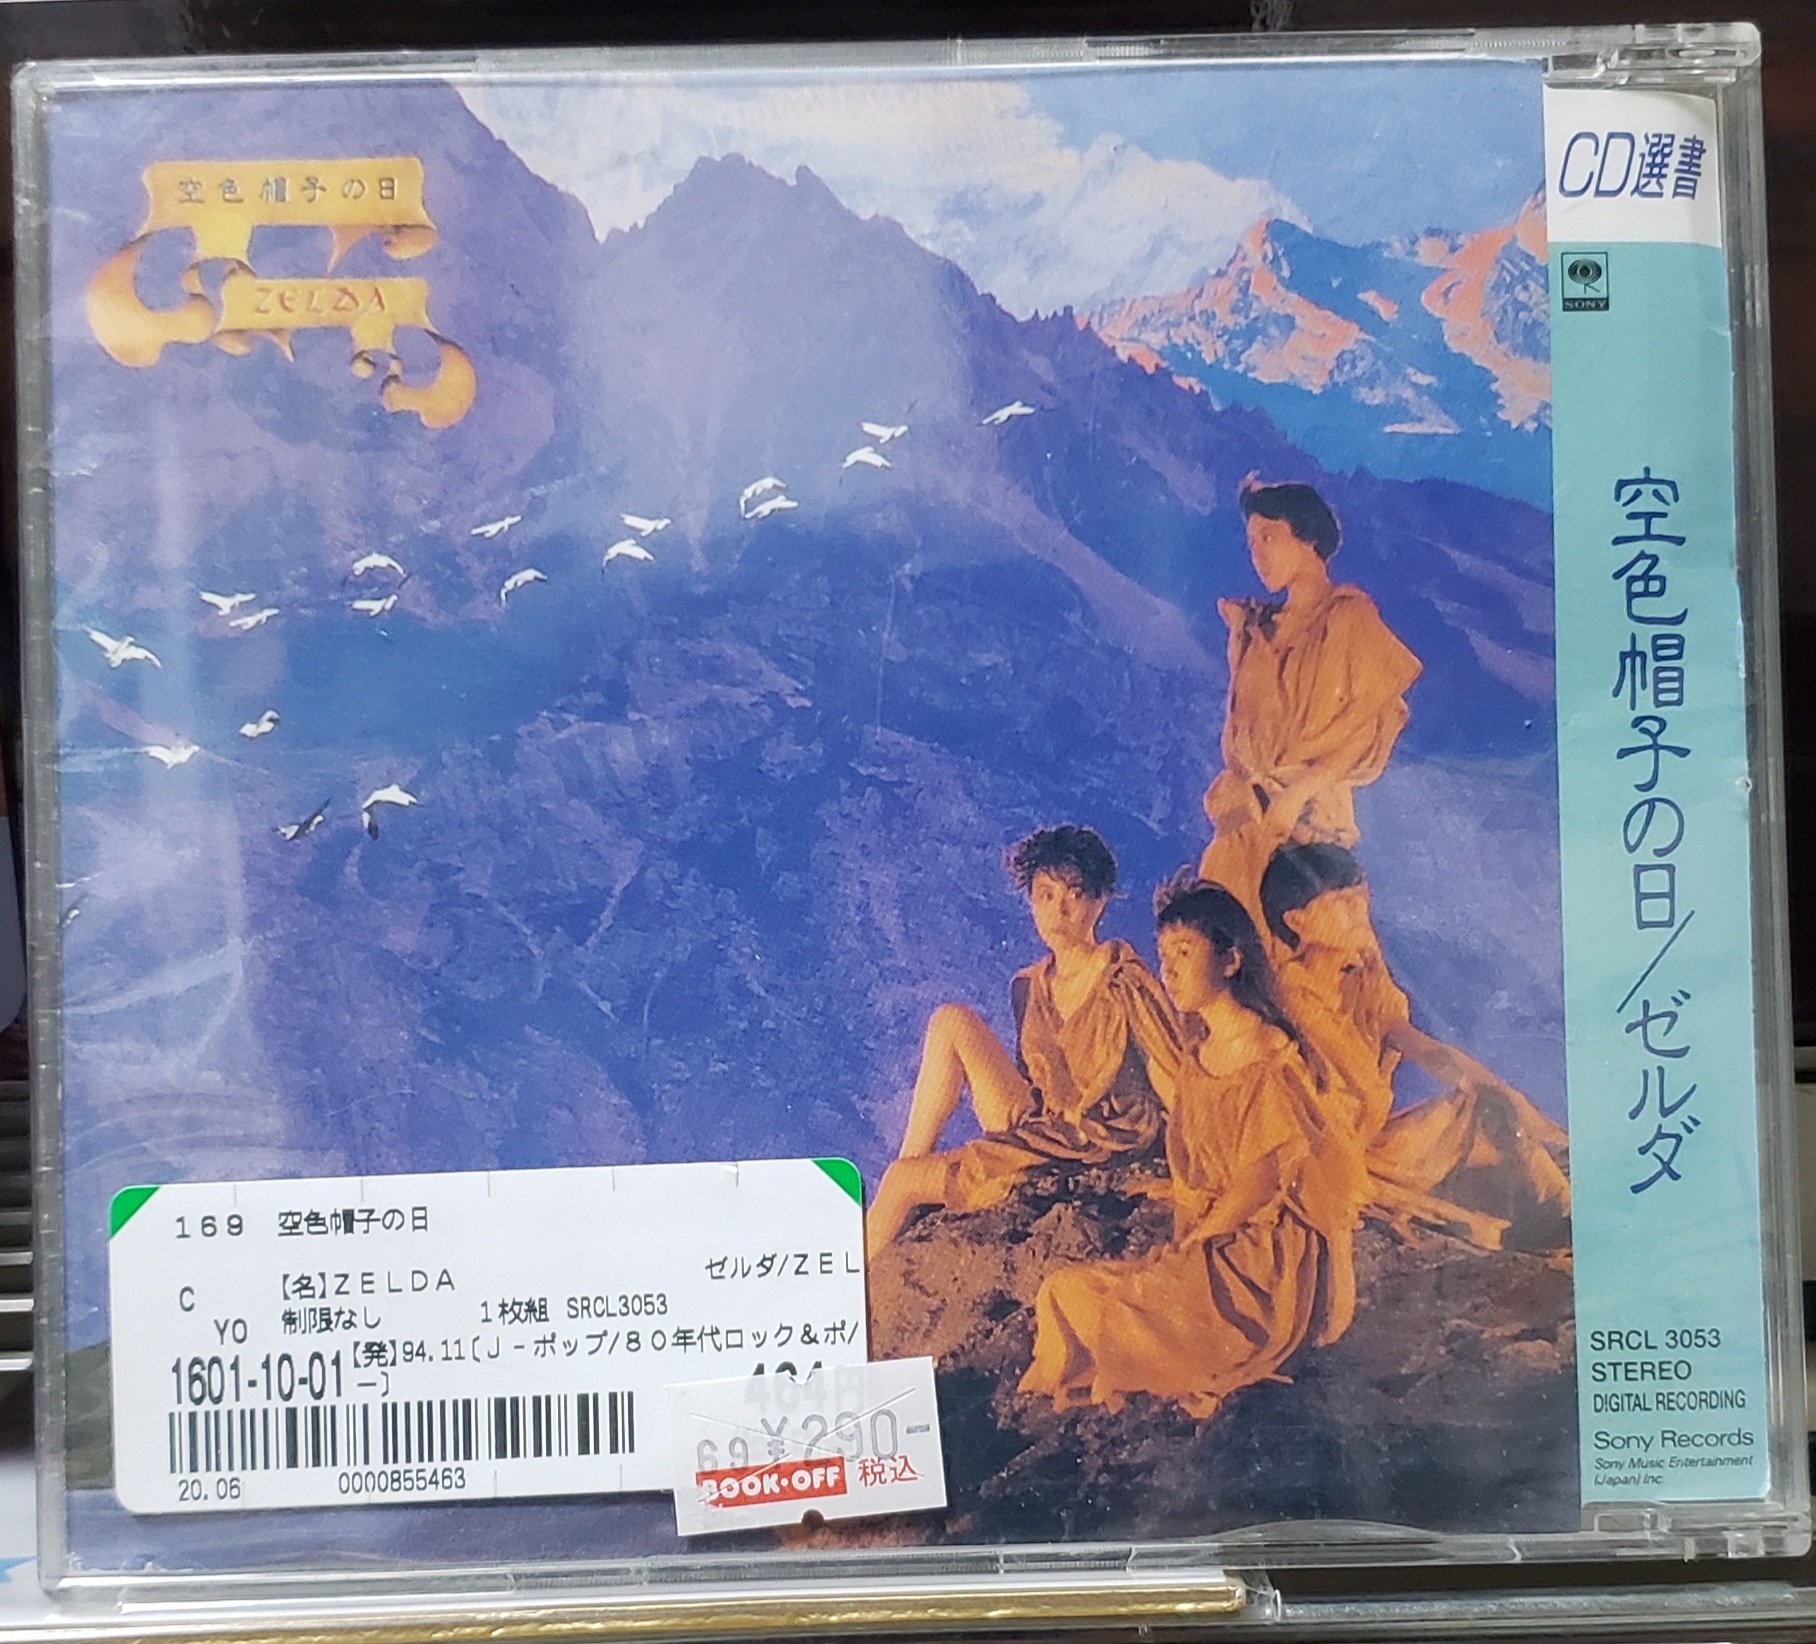 空色帽子の日
ZELDA
CD選書
SONY
空色帽子の日/ゼルダ
SRCL 3053
STEREO
DIGITAL RECORDING
Sony Records
Sony Music Entertainment
(Japan) Inc.
169 空色帽子の日
ゼルダ/ZEL
C 【名】ZELDA
YO 制限なし 1枚組 SRCL3053
1601-10-01 【発】94.11(J-ポップ/80年代ロック&ポ/
ー)
20.06 0000855463
69 ¥290-
BOOK・OFF 税込